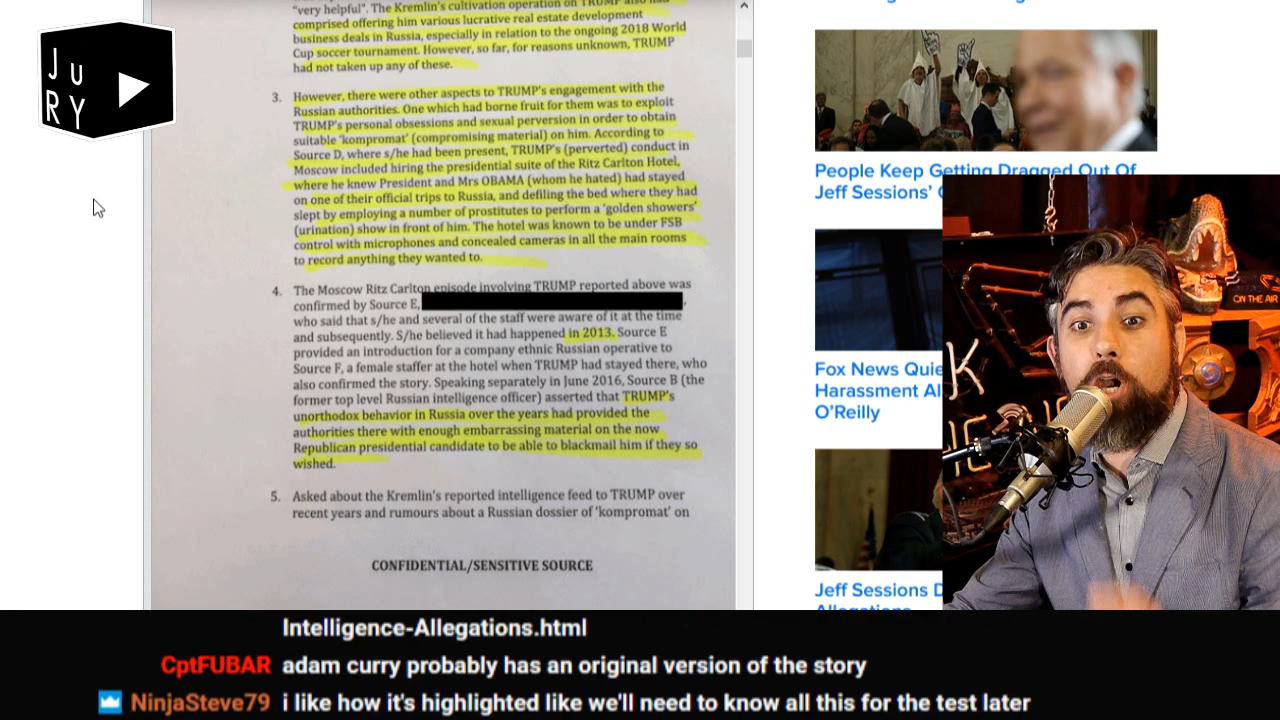 JU
RY
"very helpful". The Kremlin's cultivation operation on TRUMP also had
comprised offering him various lucrative real estate development
business deals in Russia, especially in relation to the ongoing 2018 World
Cup soccer tournament. However, so far, for reasons unknown, TRUMP
had not taken up any of these.
3. However, there were other aspects to TRUMP's engagement with the
Russian authorities. One which had borne fruit for them was to exploit
TRUMP's personal obsessions and sexual perversion in order to obtain
suitable 'kompromat' (compromising material) on him. According to
Source D, where s/he had been present, TRUMP's (perverted) conduct in
Moscow included hiring the presidential suite of the Ritz Carlton Hotel,
where he knew President and Mrs OBAMA (whom he hated) had stayed
on one of their official trips to Russia, and defiling the bed where they had
slept by employing a number of prostitutes to perform a 'golden showers'
(urination) show in front of him. The hotel was known to be under FSB
control with microphones and concealed cameras in all the main rooms
to record anything they wanted to.
4. The Moscow Ritz Carlton episode involving TRUMP reported above was
confirmed by Source E,
who said that s/he and several of the staff were aware of it at the time
and subsequently. S/he believed it had happened in 2013. Source E
provided an introduction for a company ethnic Russian operative to
Source F, a female staffer at the hotel when TRUMP had stayed there, who
also confirmed the story. Speaking separately in June 2016, Source B (the
former top level Russian intelligence officer) asserted that TRUMP's
unorthodox behavior in Russia over the years had provided the
authorities there with enough embarrassing material on the now
Republican presidential candidate to be able to blackmail him if they so
wished.
5. Asked about the Kremlin's reported intelligence feed to TRUMP over
recent years and rumours about a Russian dossier of 'kompromat' on
CONFIDENTIAL/SENSITIVE SOURCE
People Keep Getting Dragged Out Of
Jeff Sessions'
Fox News Quie
Harassment Al
O'Reilly
Jeff Sessions D
ON THE AIR
Intelligence-Allegations.html
CptFUBAR adam curry probably has an original version of the story
NinjaSteve79 i like how it's highlighted like we'll need to know all this for the test later